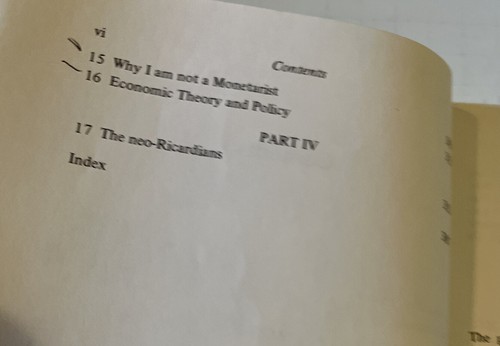 vi
Contents
15 Why I am not a Monetarist
16 Economic Theory and Policy
PART IV
17 The neo-Ricardians
Index
The